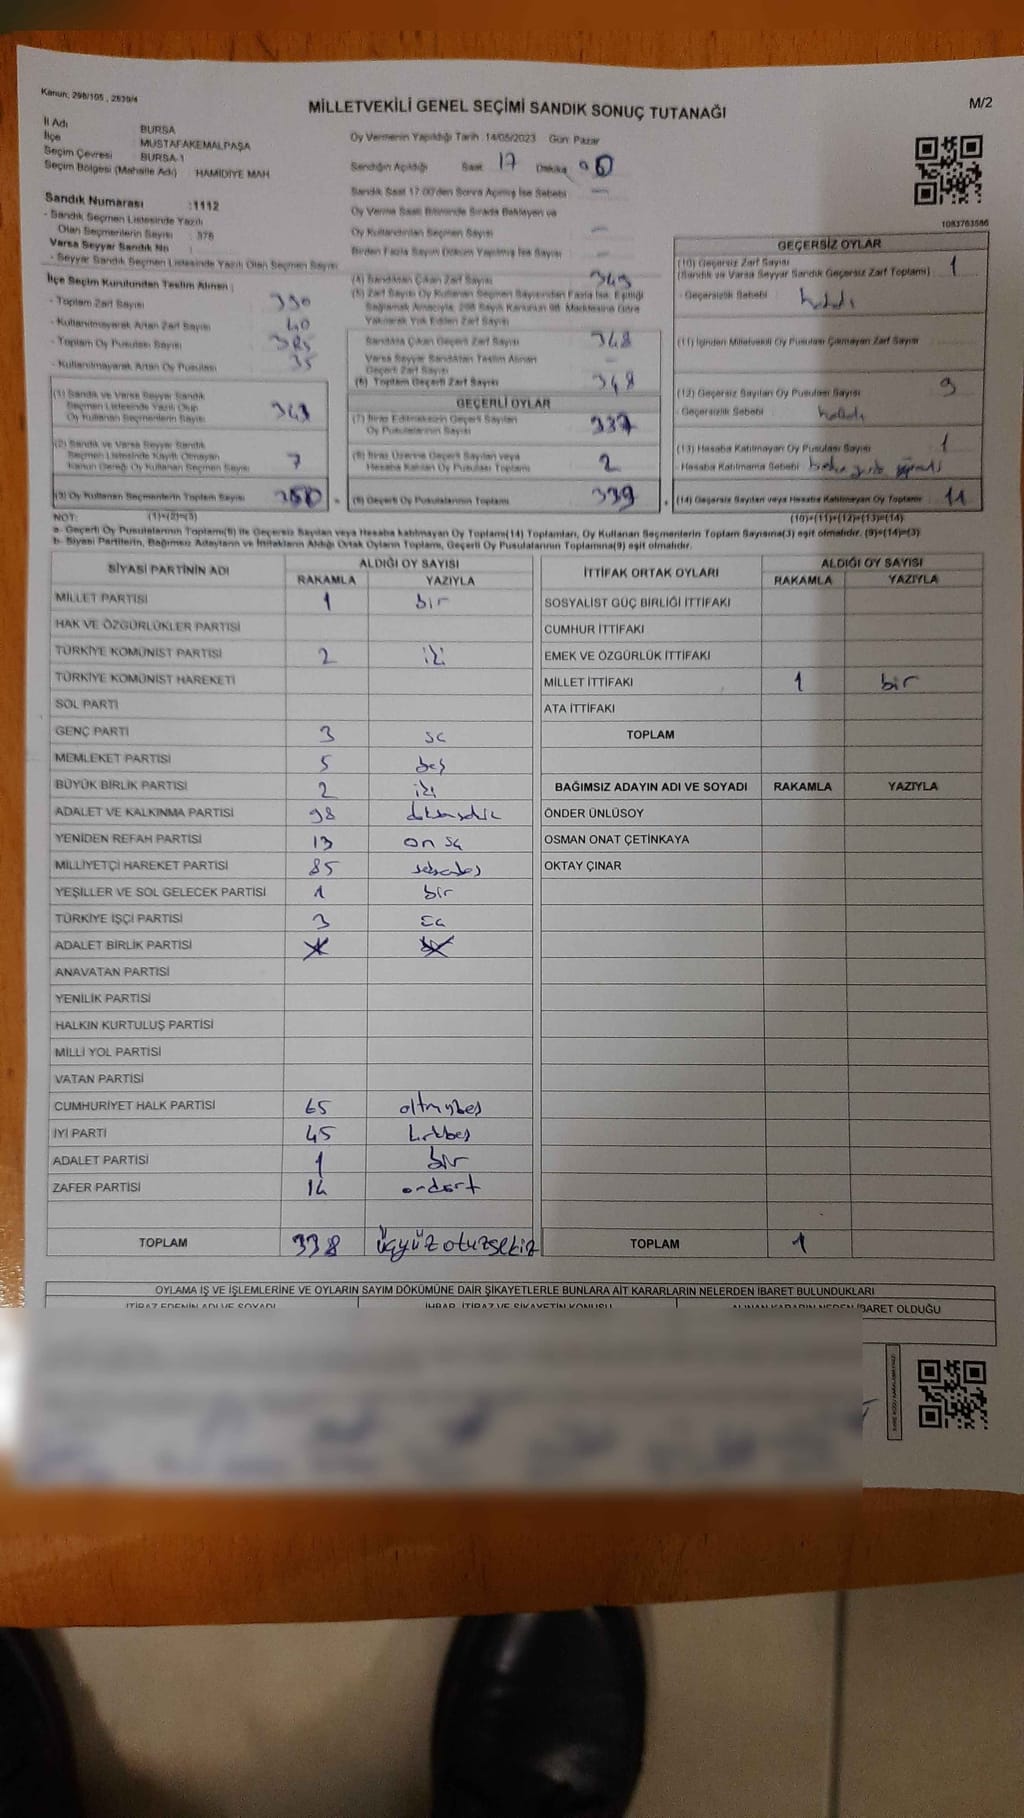 Kanun; 298/105 , 2839/4
MİLLETVEKİLİ GENEL SEÇİMİ SANDIK SONUÇ TUTANAĞI
M/2
İl Adı BURSA
İlçe MUSTAFAKEMALPAŞA
Seçim Çevresi BURSA-1
Seçim Bölgesi (Mahalle Adı) HAMİDİYE MAH
Sandık Numarası :1112
- Sandık Seçmen Listesinde Yazılı
Olan Seçmenlerin Sayısı : 376
Varsa Seyyar Sandık No :
- Seyyar Sandık Seçmen Listesinde Yazılı Olan Seçmen Sayısı
İlçe Seçim Kurulundan Teslim Alınan ;
- Toplam Zarf Sayısı 390
- Kullanılmayarak Artan Zarf Sayısı 40
- Toplam Oy Pusulası Sayısı 385
- Kullanılmayarak Artan Oy Pusulası 35
(1) Sandık ve Varsa Seyyar Sandık
Seçmen Listesinde Yazılı Olup
Oy Kullanan Seçmenlerin Sayısı 343
(2) Sandık ve Varsa Seyyar Sandık
Seçmen Listesinde Kayıtlı Olmayan
Kanun Gereği Oy Kullanan Seçmen Sayısı 7
(3) Oy Kullanan Seçmenlerin Toplam Sayısı 350
Oy Vermenin Yapıldığı Tarih :14/05/2023 Gün: Pazar
Sandığın Açıldığı Saat 17 Dakika
Sandık Saat 17:00'den Sonra Açılmış İse Sebebi —
Oy Verme Saati Bitiminde Sırada Bekleyen ve
Oy Kullandırılan Seçmen Sayısı —
Birden Fazla Sayım Döküm Yapılmış İse Sayısı —
(4) Sandıktan Çıkan Zarf Sayısı 349
(5) Zarf Sayısı Oy Kullanan Seçmen Sayısından Fazla İse, Eşitliği
Sağlamak Amacıyla, 298 Sayılı Kanunun 98. Maddesine Göre
Yakılarak Yok Edilen Zarf Sayısı
Sandıkta Çıkan Geçerli Zarf Sayısı 348
Varsa Seyyar Sandıktan Teslim Alınan
Geçerli Zarf Sayısı —
(6) Toplam Geçerli Zarf Sayısı 348
GEÇERLİ OYLAR
(7) İtiraz Edilmeksizin Geçerli Sayılan
Oy Pusulalarının Sayısı 337
(8) İtiraz Üzerine Geçerli Sayılan veya
Hesaba Katılan Oy Pusulası Toplamı 2
(9) Geçerli Oy Pusulalarının Toplamı 339
1083763586
GEÇERSİZ OYLAR
(10) Geçersiz Zarf Sayısı 1
(Sandık ve Varsa Seyyar Sandık Geçersiz Zarf Toplamı)
- Geçersizlik Sebebi hatalı
(11) İçinden Milletvekili Oy Pusulası Çıkmayan Zarf Sayısı
(12) Geçersiz Sayılan Oy Pusulası Sayısı 9
- Geçersizlik Sebebi hatalı
(13) Hesaba Katılmayan Oy Pusulası Sayısı 1
- Hesaba Katılmama Sebebi
(14) Geçersiz Sayılan veya Hesaba Katılmayan Oy Toplamı 11
NOT: (1)+(2)=(3) (10)+(11)+(12)+(13)=(14)
a- Geçerli Oy Pusulalarının Toplamı(9) ile Geçersiz Sayılan veya Hesaba katılmayan Oy Toplamı(14) Toplamları, Oy Kullanan Seçmenlerin Toplam Sayısına(3) eşit olmalıdır. (9)+(14)=(3)
b- Siyasi Partilerin, Bağımsız Adayların ve İttifakların Aldığı Ortak Oyların Toplamı, Geçerli Oy Pusulalarının Toplamına(9) eşit olmalıdır.
SİYASİ PARTİNİN ADI ALDIĞI OY SAYISI
RAKAMLA YAZIYLA
MİLLET PARTİSİ 1 bir
HAK VE ÖZGÜRLÜKLER PARTİSİ
TÜRKİYE KOMÜNİST PARTİSİ 2 iki
TÜRKİYE KOMÜNİST HAREKETİ
SOL PARTİ
GENÇ PARTİ 3
MEMLEKET PARTİSİ 5 beş
BÜYÜK BİRLİK PARTİSİ 2 iki
ADALET VE KALKINMA PARTİSİ 98
YENİDEN REFAH PARTİSİ 13
MİLLİYETÇİ HAREKET PARTİSİ 85
YEŞİLLER VE SOL GELECEK PARTİSİ 1 bir
TÜRKİYE İŞÇİ PARTİSİ 3
ADALET BİRLİK PARTİSİ
ANAVATAN PARTİSİ
YENİLİK PARTİSİ
HALKIN KURTULUŞ PARTİSİ
MİLLİ YOL PARTİSİ
VATAN PARTİSİ
CUMHURİYET HALK PARTİSİ 65 altmışbeş
İYİ PARTİ 45 kırkbeş
ADALET PARTİSİ 1 bir
ZAFER PARTİSİ 14 ondört
TOPLAM 338 üçyüzotuzsekiz
İTTİFAK ORTAK OYLARI ALDIĞI OY SAYISI
RAKAMLA YAZIYLA
SOSYALİST GÜÇ BİRLİĞİ İTTİFAKI
CUMHUR İTTİFAKI
EMEK VE ÖZGÜRLÜK İTTİFAKI
MİLLET İTTİFAKI 1 bir
ATA İTTİFAKI
TOPLAM
BAĞIMSIZ ADAYIN ADI VE SOYADI RAKAMLA YAZIYLA
ÖNDER ÜNLÜSOY
OSMAN ONAT ÇETİNKAYA
OKTAY ÇINAR
TOPLAM 1
OYLAMA İŞ VE İŞLEMLERİNE VE OYLARIN SAYIM DÖKÜMÜNE DAİR ŞİKAYETLERLE BUNLARA AİT KARARLARIN NELERDEN İBARET BULUNDUKLARI
İTİRAZ EDENİN ADI VE SOYADI İHBAR, İTİRAZ VE ŞİKAYETİN KONUSU ALINAN KARARIN NEDEN İBARET OLDUĞU